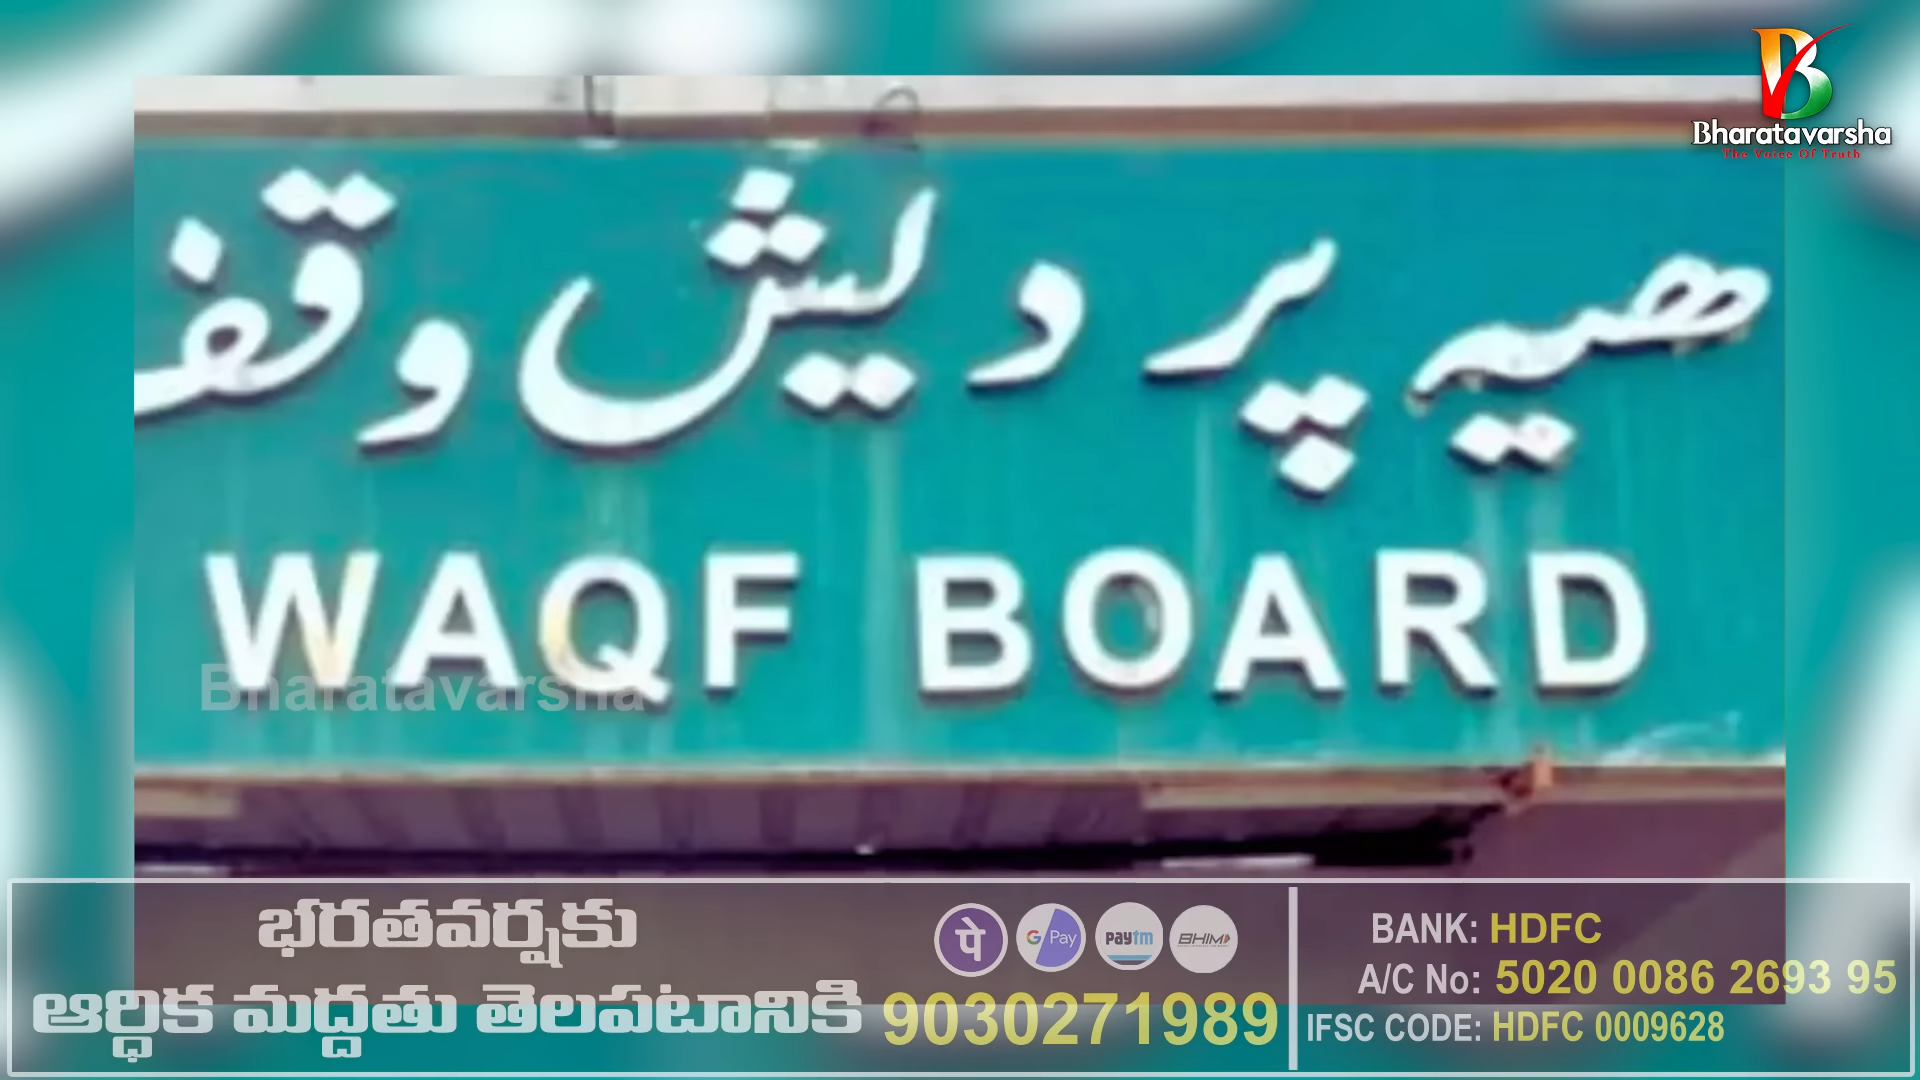 Bharatavarsha
The Voice Of Truth
ھیہ پردیش وقف
WAQF BOARD
Bharatavarsha
భరతవర్షకు
ఆర్ధిక మద్దతు తెలపటానికి
पे
G Pay
paytm
BHIM
9030271989
BANK: HDFC
A/C No: 5020 0086 2693 95
IFSC CODE: HDFC 0009628